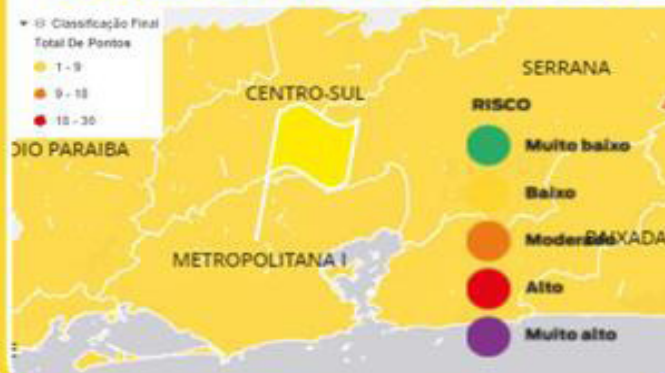 Classificação Final
Total De Pontos
1 - 9
9 - 18
18 - 30
CENTRO-SUL
SERRANA
DIO PARAIBA
METROPOLITANA I
BAIXADA
RISCO
Muito baixo
Baixo
Moderado
Alto
Muito alto